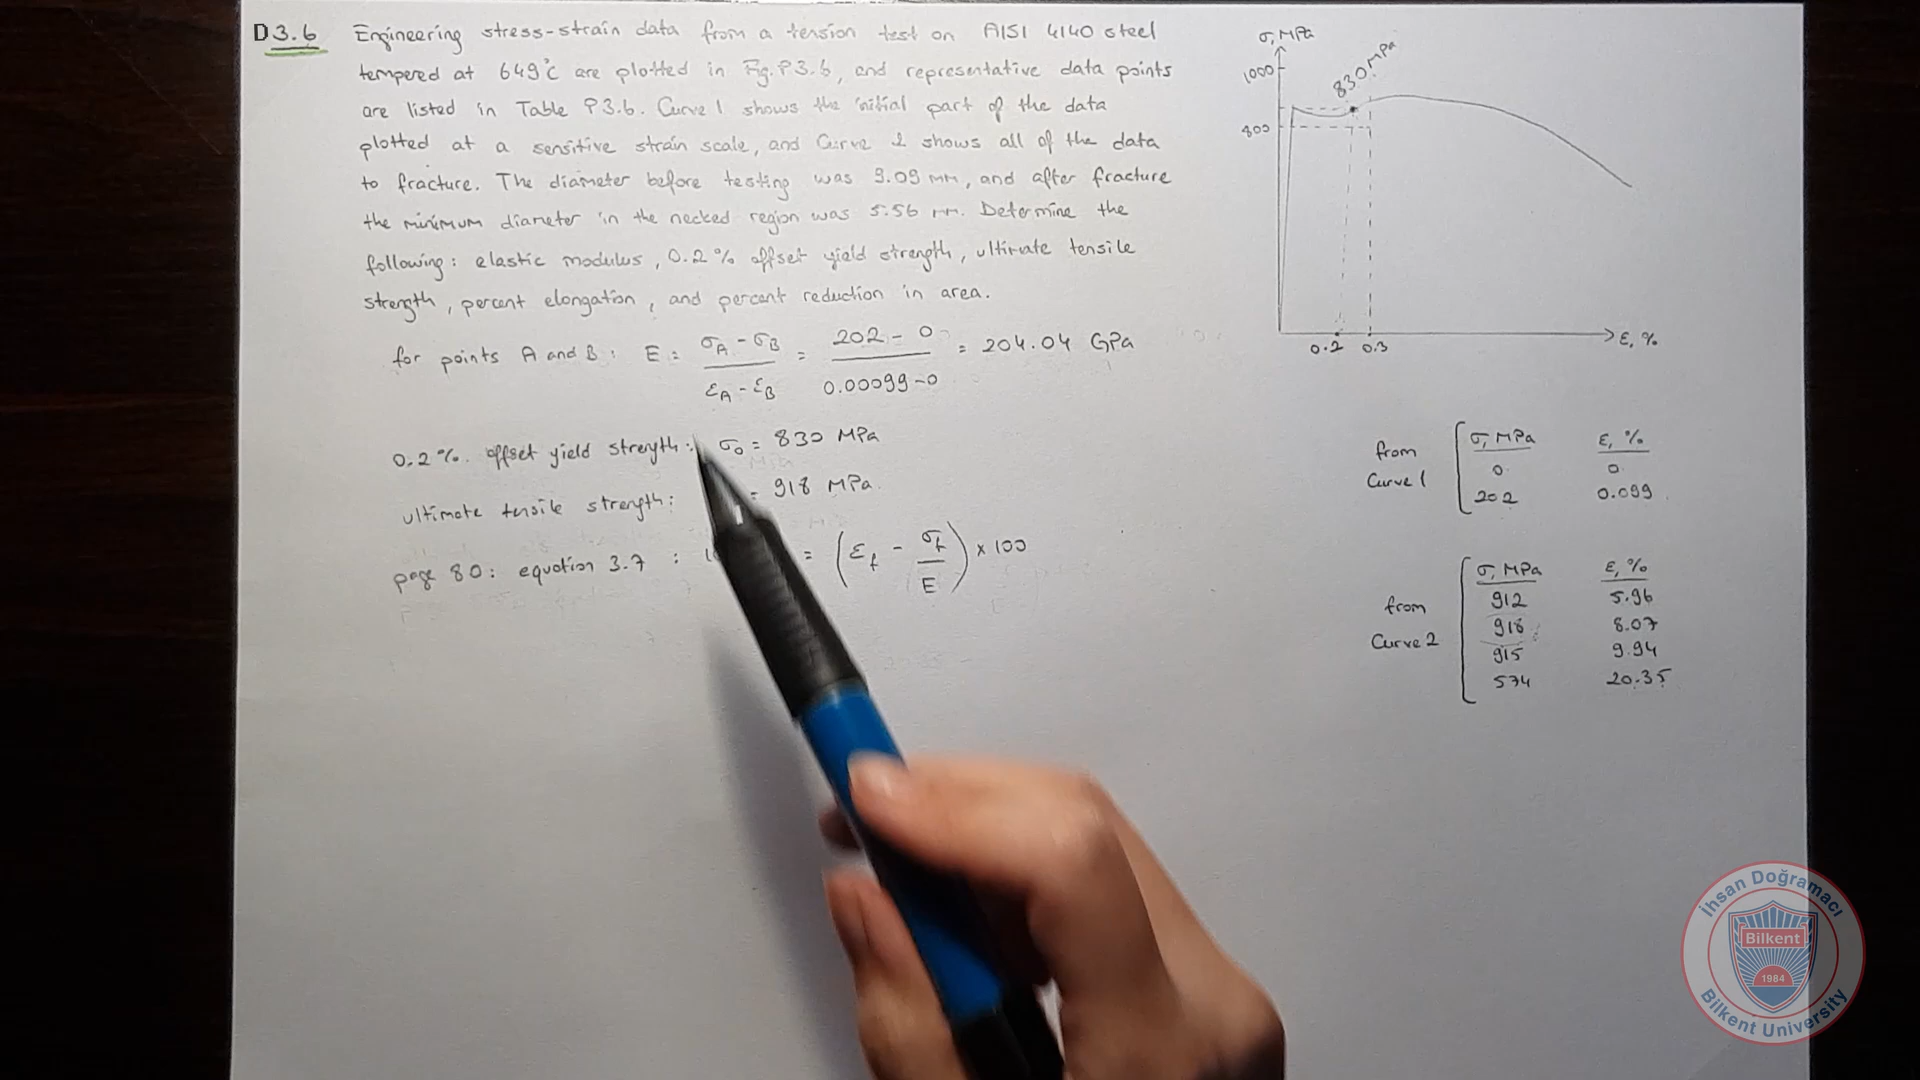 D3.6 Engineering stress-strain data from a tension test on AISI 4140 steel
tempered at 649°C are plotted in Fig. P3.6, and representative data points
are listed in Table P3.6. Curve 1 shows the initial part of the data
plotted at a sensitive strain scale, and Curve 2 shows all of the data
to fracture. The diameter before testing was 9.09 mm, and after fracture
the minimum diameter in the necked region was 5.56 mm. Determine the
following: elastic modulus, 0.2% offset yield strength, ultimate tensile
strength, percent elongation, and percent reduction in area.
for points A and B: E = (σA - σB) / (εA - εB) = (202 - 0) / (0.00099 - 0) = 204.04 GPa
0.2%. offset yield strength: σo = 830 MPa
ultimate tensile strength: = 918 MPa.
page 80: equation 3.7 : = (εf - σf / E) × 100
σ, MPa
1000
830 MPa
800
0.2 0.3 ε, %
from
Curve 1
σ, MPa ε, %
0 0
202 0.099
from
Curve 2
σ, MPa ε, %
912 5.96
918 8.07
915 9.94
574 20.35
İhsan Doğramacı
Bilkent
1984
Bilkent University